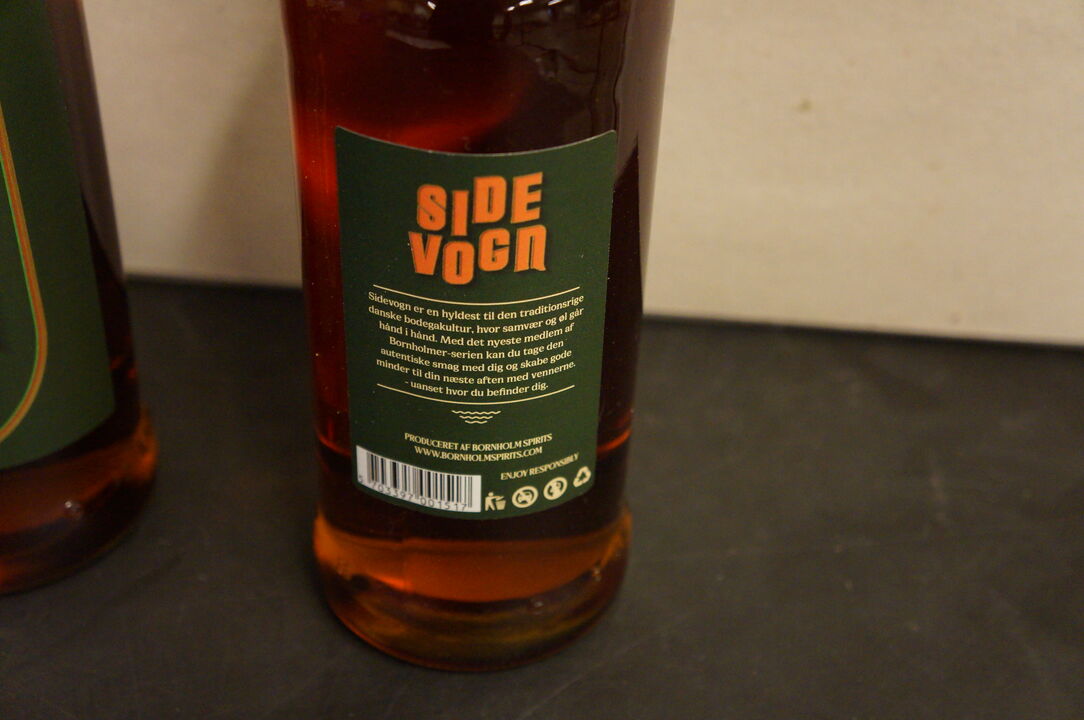 SIDE
VOGN
Sidevogn er en hyldest til den traditionsrige
danske bodegakultur, hvor samvær og øl går
hånd i hånd. Med det nyeste medlem af
Bornholmer-serien kan du tage den
autentiske smag med dig og skabe gode
minder til din næste aften med vennerne.
- uanset hvor du befinder dig.
PRODUCERET AF BORNHOLM SPIRITS
WWW.BORNHOLMSPIRITS.COM
ENJOY RESPONSIBLY
5 703397 001517